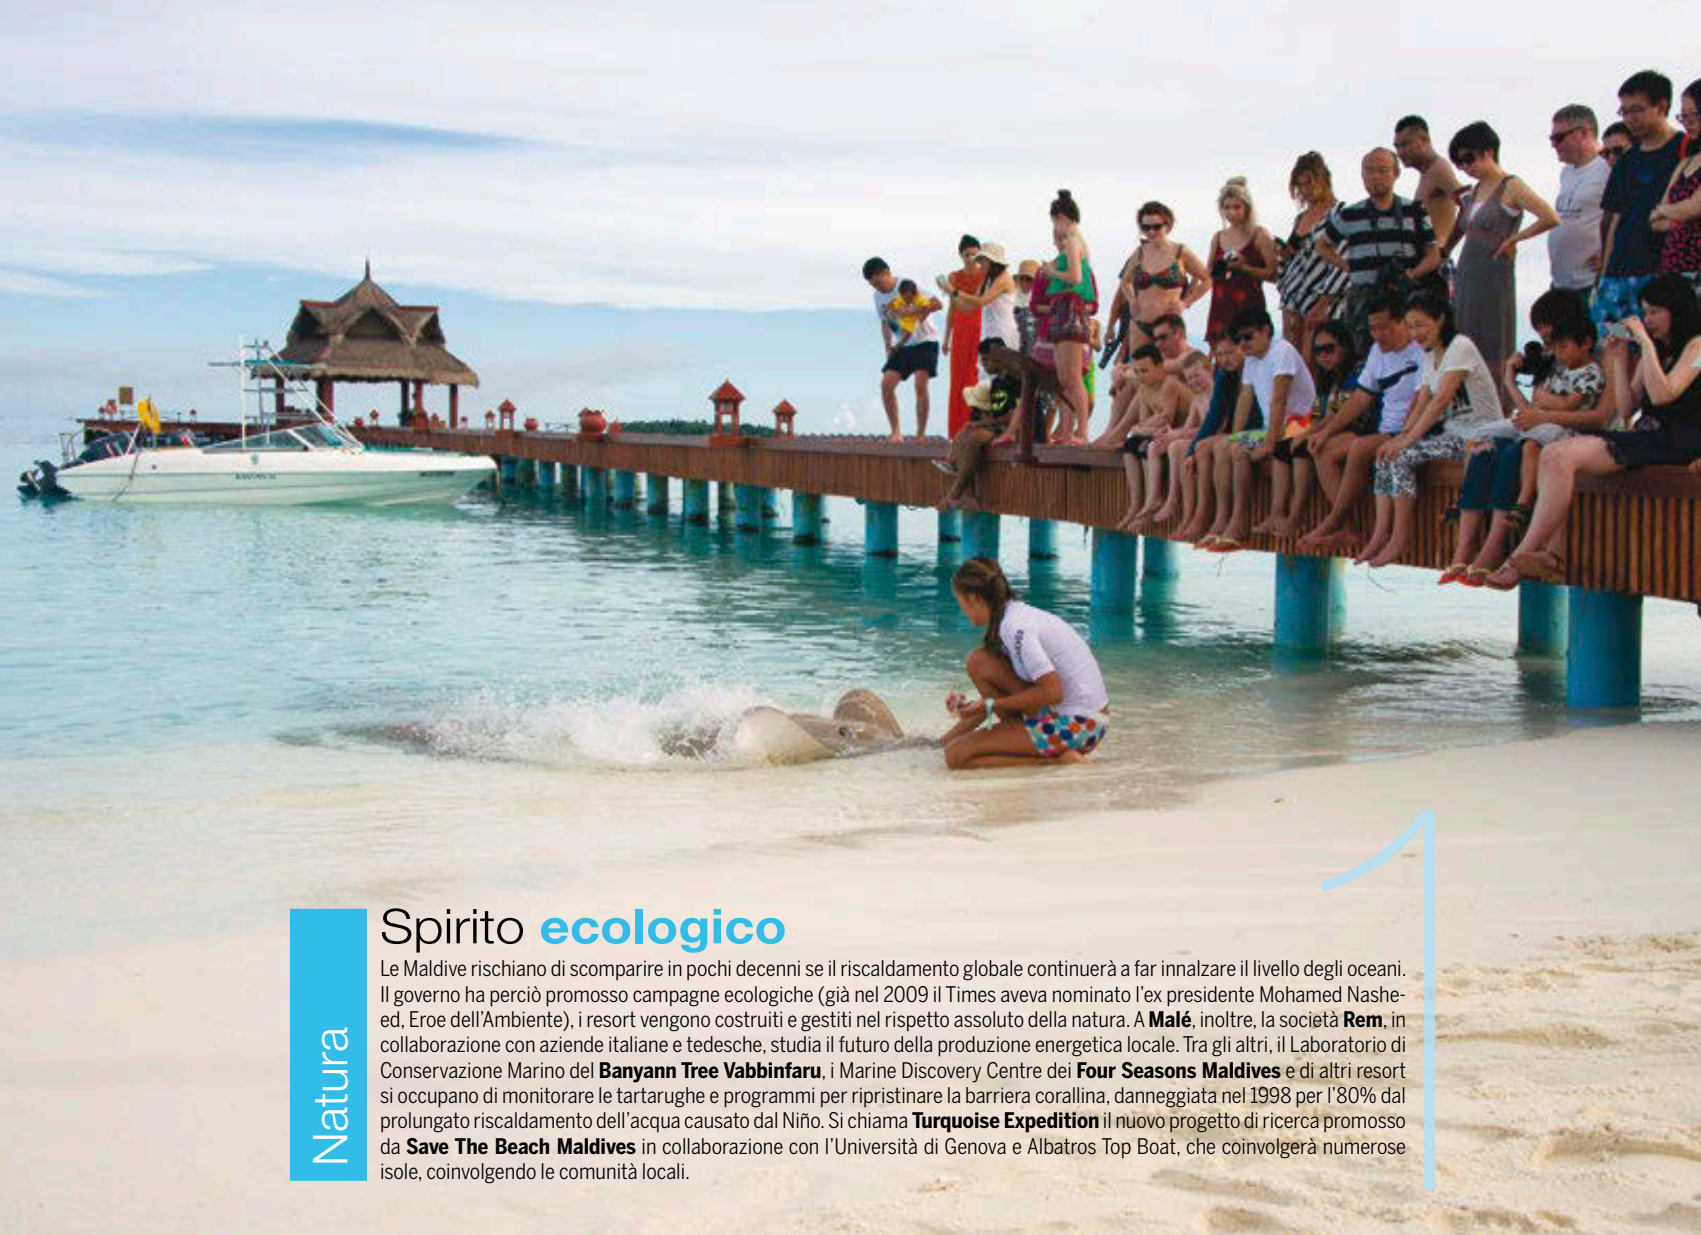 Natura
Spirito ecologico
Le Maldive rischiano di scomparire in pochi decenni se il riscaldamento globale continuerà a far innalzare il livello degli oceani.
Il governo ha perciò promosso campagne ecologiche (già nel 2009 il Times aveva nominato l'ex presidente Mohamed Nashe-
ed, Eroe dell'Ambiente), i resort vengono costruiti e gestiti nel rispetto assoluto della natura. A Malé, inoltre, la società Rem, in
collaborazione con aziende italiane e tedesche, studia il futuro della produzione energetica locale. Tra gli altri, il Laboratorio di
Conservazione Marino del Banyann Tree Vabbinfaru, i Marine Discovery Centre dei Four Seasons Maldives e di altri resort
si occupano di monitorare le tartarughe e programmi per ripristinare la barriera corallina, danneggiata nel 1998 per l'80% dal
prolungato riscaldamento dell'acqua causato dal Niño. Si chiama Turquoise Expedition il nuovo progetto di ricerca promosso
da Save The Beach Maldives in collaborazione con l'Università di Genova e Albatros Top Boat, che coinvolgerà numerose
isole, coinvolgendo le comunità locali.
1